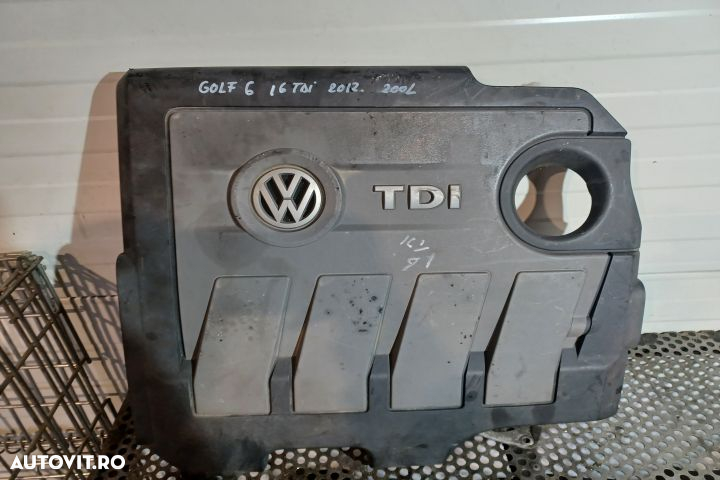 GOLF 6 1.6 TDI 2012. 200L
VW
TDI
AUTOVIT.RO